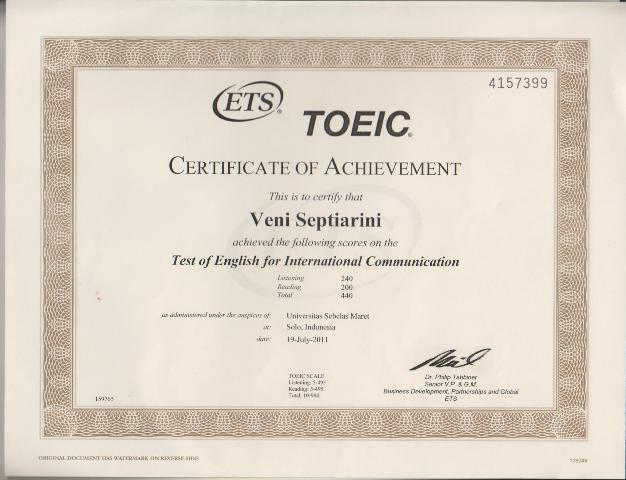 4157399
ETS®
TOEIC®
CERTIFICATE OF ACHIEVEMENT
This is to certify that
Veni Septiarini
achieved the following scores on the
Test of English for International Communication
Listening 240
Reading 200
Total 440
as administered under the auspices of: Universitas Sebelas Maret
at: Solo, Indonesia
date: 19-July-2011
TOEIC SCALE
Listening: 5-495
Reading: 5-495
Total: 10-990
Dr. Philip Tabbiner
Senior V.P. & G.M.
Business Development, Partnerships and Global
ETS
159765
ORIGINAL DOCUMENT HAS WATERMARK ON REVERSE SIDE